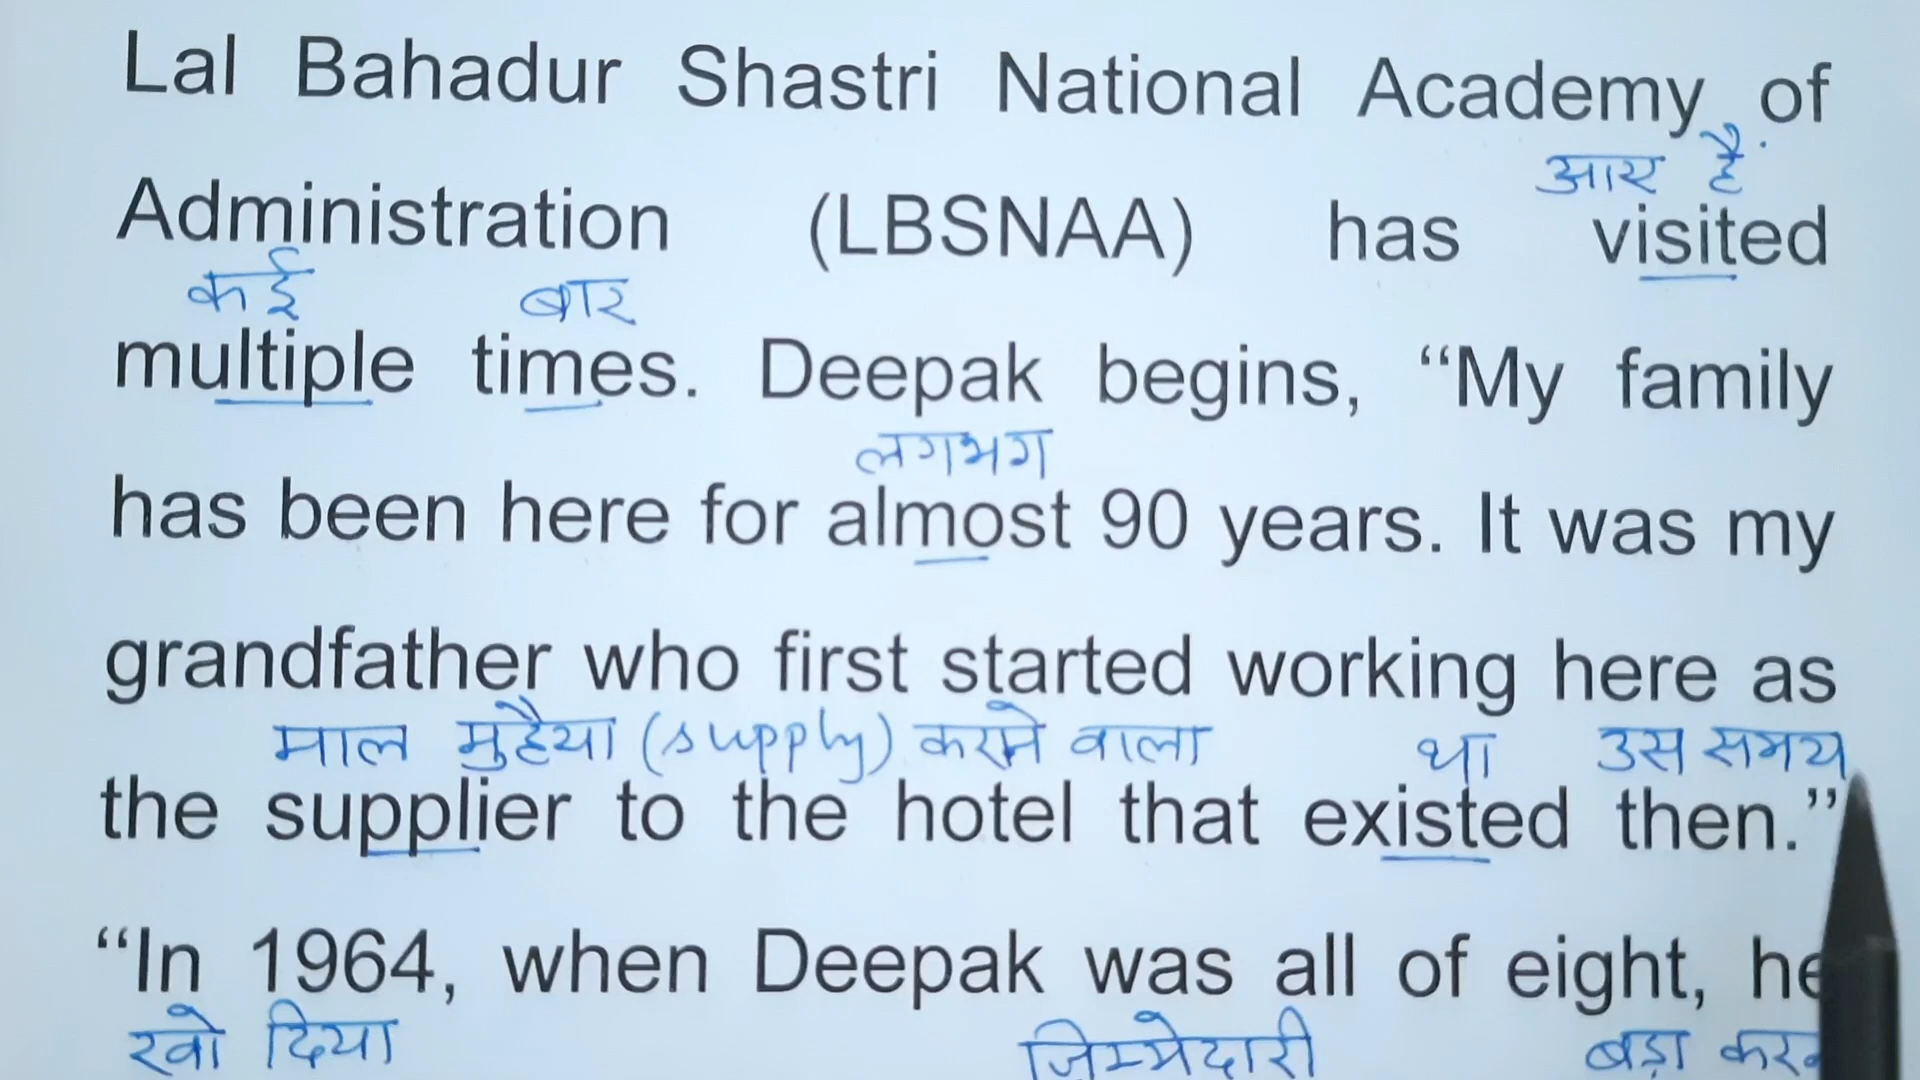 Lal Bahadur Shastri National Academy of
आए हैं.
Administration (LBSNAA) has visited
कई बार
multiple times. Deepak begins, “My family
लगभग
has been here for almost 90 years. It was my
grandfather who first started working here as
माल मुहैया (supply) करने वाला था उस समय
the supplier to the hotel that existed then.”
“In 1964, when Deepak was all of eight, he
खो दिया जिम्मेदारी बड़ा